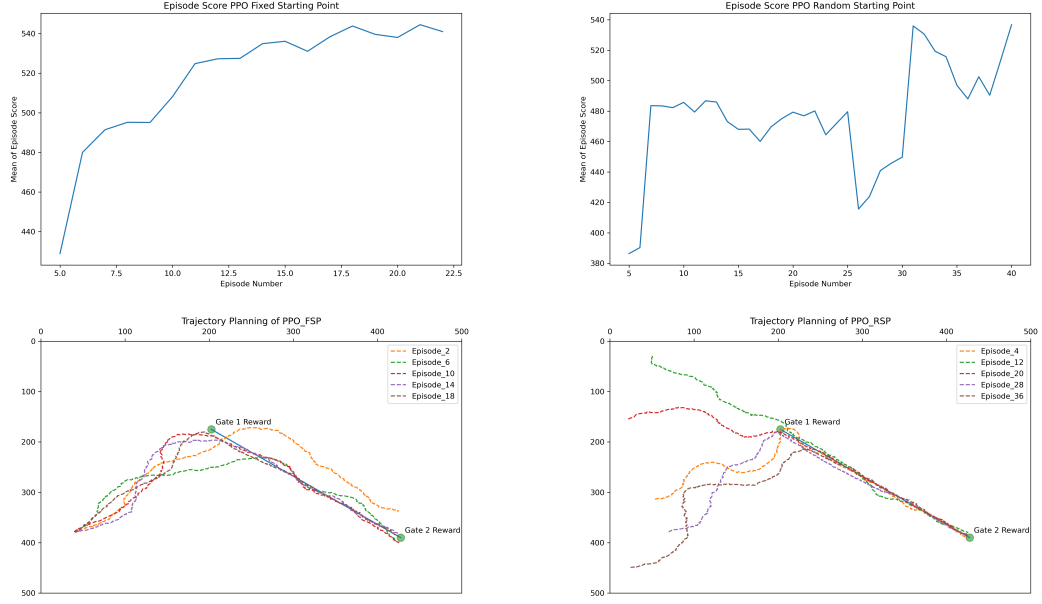 Episode Score PPO Fixed Starting Point
Mean of Episode Score
540
520
500
480
460
440
5.0 7.5 10.0 12.5 15.0 17.5 20.0 22.5
Episode Number
Episode Score PPO Random Starting Point
Mean of Episode Score
540
520
500
480
460
440
420
400
380
5 10 15 20 25 30 35 40
Episode Number
Trajectory Planning of PPO_FSP
0 100 200 300 400 500
0
100
200
300
400
500
Episode_2
Episode_6
Episode_10
Episode_14
Episode_18
Gate 1 Reward
Gate 2 Reward
Trajectory Planning of PPO_RSP
0 100 200 300 400 500
0
100
200
300
400
500
Episode_4
Episode_12
Episode_20
Episode_28
Episode_36
Gate 1 Reward
Gate 2 Reward